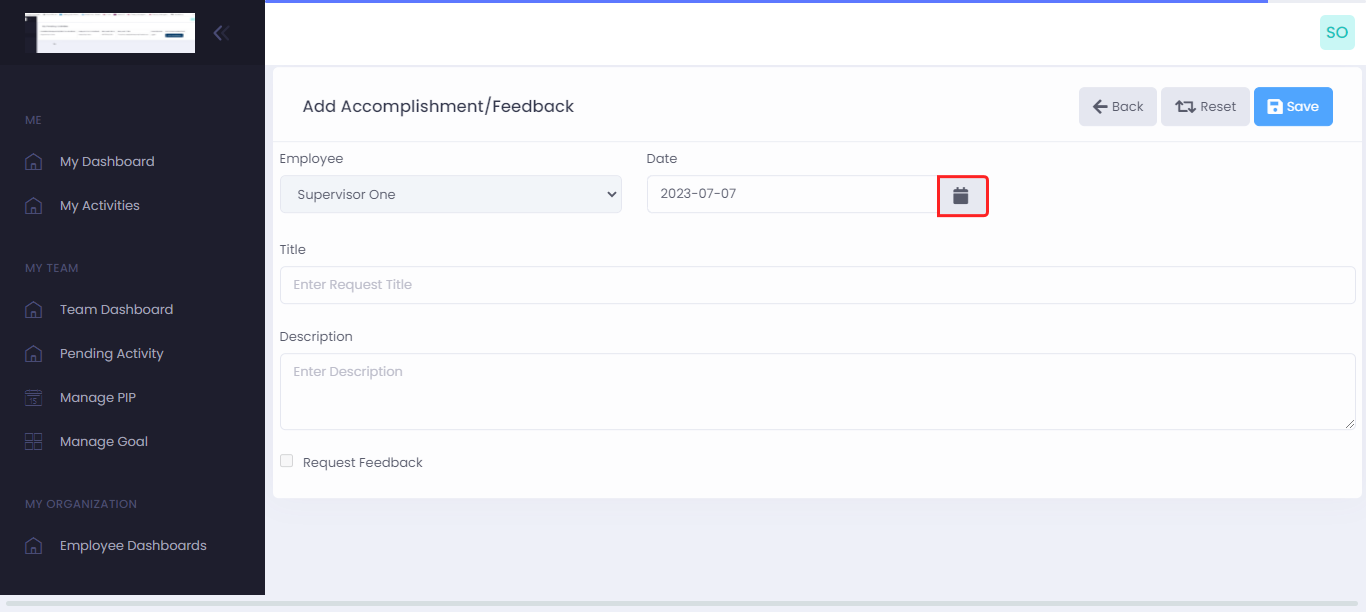 SO
Add Accomplishment/Feedback
Back
Reset
Save
ME
My Dashboard
My Activities
MY TEAM
Team Dashboard
Pending Activity
Manage PIP
Manage Goal
MY ORGANIZATION
Employee Dashboards
Employee
Date
Supervisor One
2023-07-07
Title
Enter Request Title
Description
Enter Description
Request Feedback